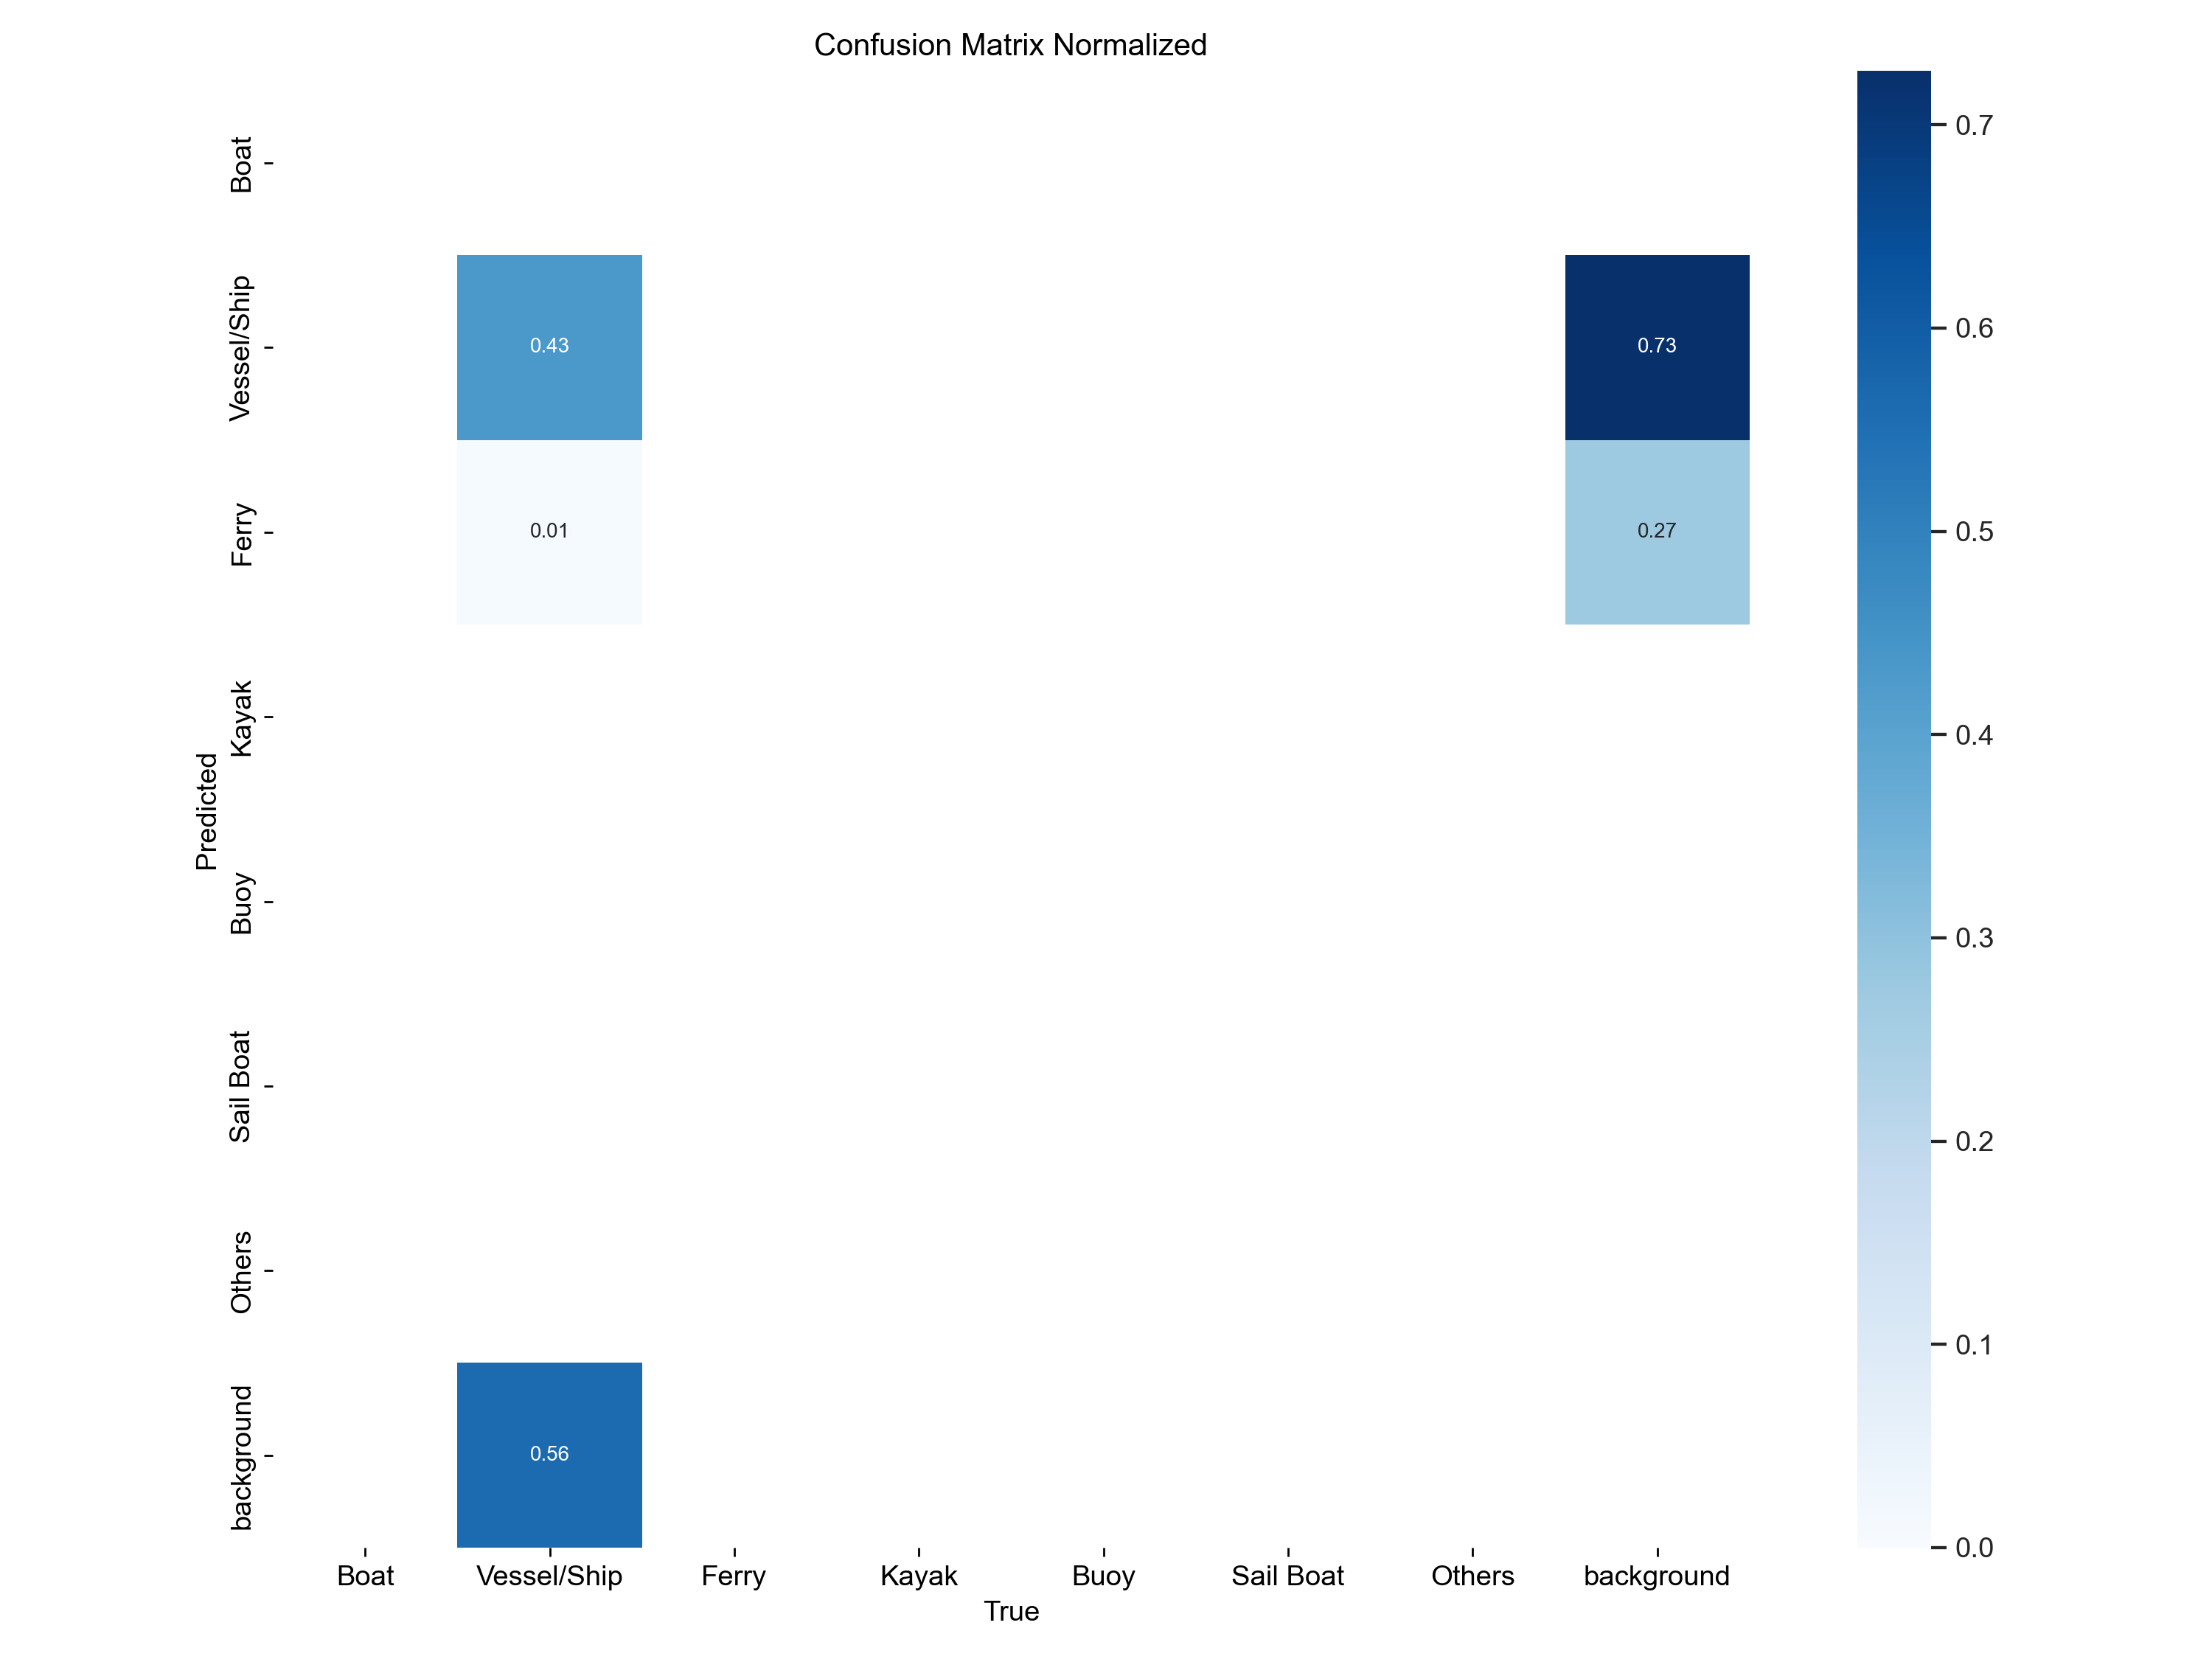 Confusion Matrix Normalized
Boat
Vessel/Ship
Ferry
Kayak
Buoy
Sail Boat
Others
background
Predicted
0.43
0.73
0.01
0.27
0.56
Boat
Vessel/Ship
Ferry
Kayak
Buoy
Sail Boat
Others
background
True
0.7
0.6
0.5
0.4
0.3
0.2
0.1
0.0